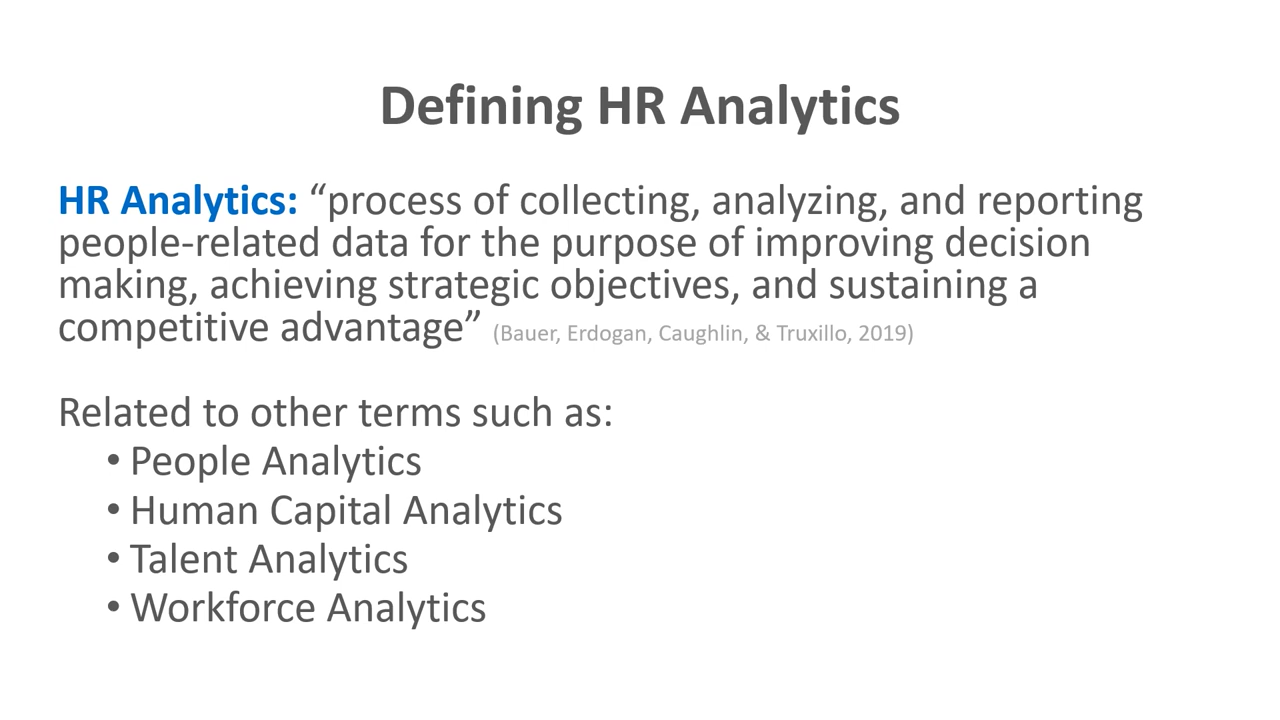 Defining HR Analytics
HR Analytics: “process of collecting, analyzing, and reporting
people-related data for the purpose of improving decision
making, achieving strategic objectives, and sustaining a
competitive advantage” (Bauer, Erdogan, Caughlin, & Truxillo, 2019)
Related to other terms such as:
• People Analytics
• Human Capital Analytics
• Talent Analytics
• Workforce Analytics